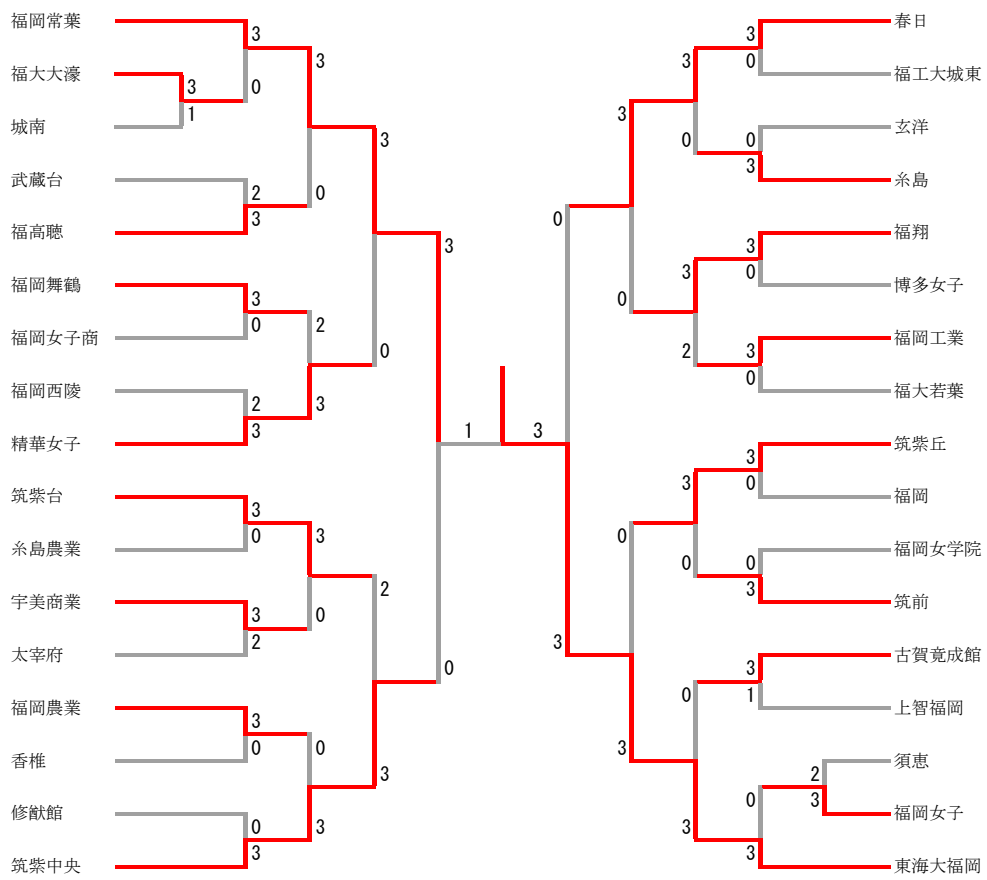 福岡常葉
福大大濠
城南
武蔵台
福高聴
福岡舞鶴
福岡女子商
福岡西陵
精華女子
筑紫台
糸島農業
宇美商業
太宰府
福岡農業
香椎
修猷館
筑紫中央
3
0
3
1
2
3
3
0
2
3
3
0
3
2
3
0
0
3
3
0
2
3
3
0
0
3
3
0
2
3
3
0
1
3
0
3
3
0
0
3
3
0
3
2
3
0
0
3
3
0
0
3
3
0
3
0
3
0
0
3
3
1
2
3
0
3
春日
福工大城東
玄洋
糸島
福翔
博多女子
福岡工業
福大若葉
筑紫丘
福岡
福岡女学院
筑前
古賀竟成館
上智福岡
須恵
福岡女子
東海大福岡